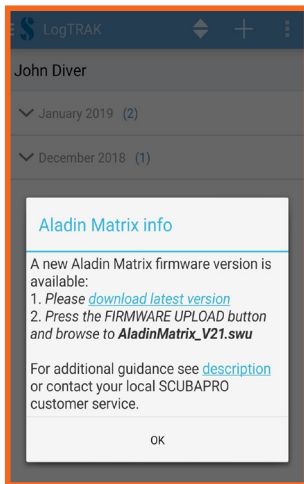 LogTRAK
John Diver
January 2019 (2)
December 2018 (1)
Aladin Matrix info
A new Aladin Matrix firmware version is
available:
1. Please download latest version
2. Press the FIRMWARE UPLOAD button
and browse to AladinMatrix_V21.swu
For additional guidance see description
or contact your local SCUBAPRO
customer service.
OK